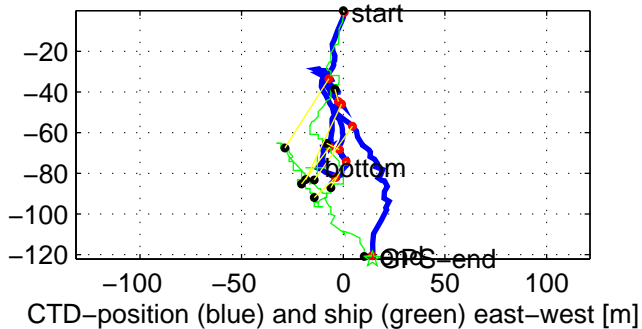 start
−20
−40
−60
−80
bottom
−100
−120
end
GPS−end
−100
−50
0
50
100
CTD−position (blue) and ship (green) east−west [m]